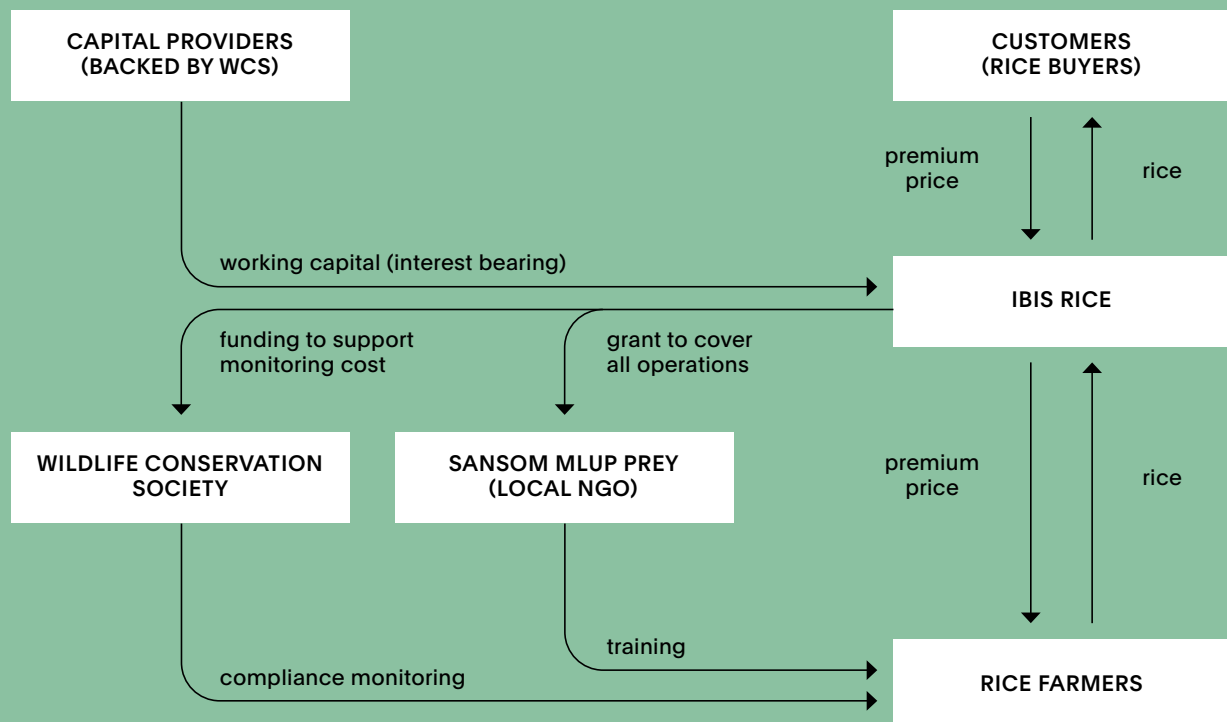 CAPITAL PROVIDERS
(BACKED BY WCS)
CUSTOMERS
(RICE BUYERS)
premium
price
rice
working capital (interest bearing)
IBIS RICE
funding to support
monitoring cost
grant to cover
all operations
WILDLIFE CONSERVATION
SOCIETY
SANSOM MLUP PREY
(LOCAL NGO)
premium
price
rice
training
compliance monitoring
RICE FARMERS